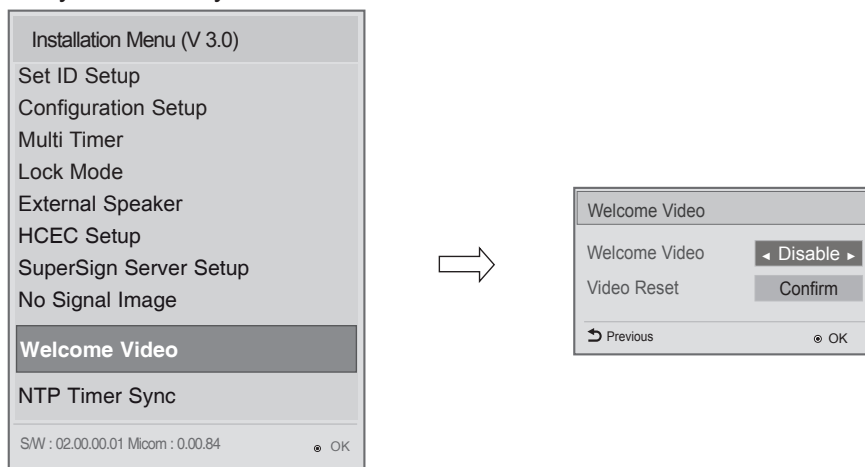 Installation Menu (V 3.0)
Set ID Setup
Configuration Setup
Multi Timer
Lock Mode
External Speaker
HCEC Setup
SuperSign Server Setup
No Signal Image
Welcome Video
NTP Timer Sync
S/W : 02.00.00.01 Micom : 0.00.84 ◉ OK
Welcome Video
Welcome Video ◂ Disable ▸
Video Reset Confirm
⮌ Previous ◉ OK